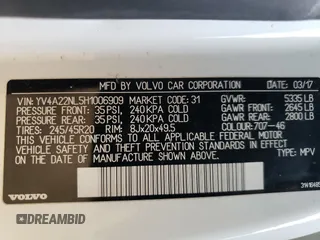 MFD BY VOLVO CAR CORPORATION DATE: 03/17
VIN: YV4A22NL5H1006909 MARKET CODE: 31 GVWR: 5335 LB
PRESSURE FRONT: 35 PSI, 240 KPA COLD GAWR FRONT: 2645 LB
PRESSURE REAR: 35 PSI, 240 KPA COLD GAWR REAR: 2800 LB
TIRES: 245/45R20 RIM: 8Jx20x49.5 COLOUR: 707-46
THIS VEHICLE CONFORMS TO ALL APPLICABLE FEDERAL MOTOR
VEHICLE SAFETY, BUMPER, AND THEFT PREVENTION STANDARDS
IN EFFECT ON THE DATE OF MANUFACTURE SHOWN ABOVE. TYPE: MPV
VOLVO
DREAMBID